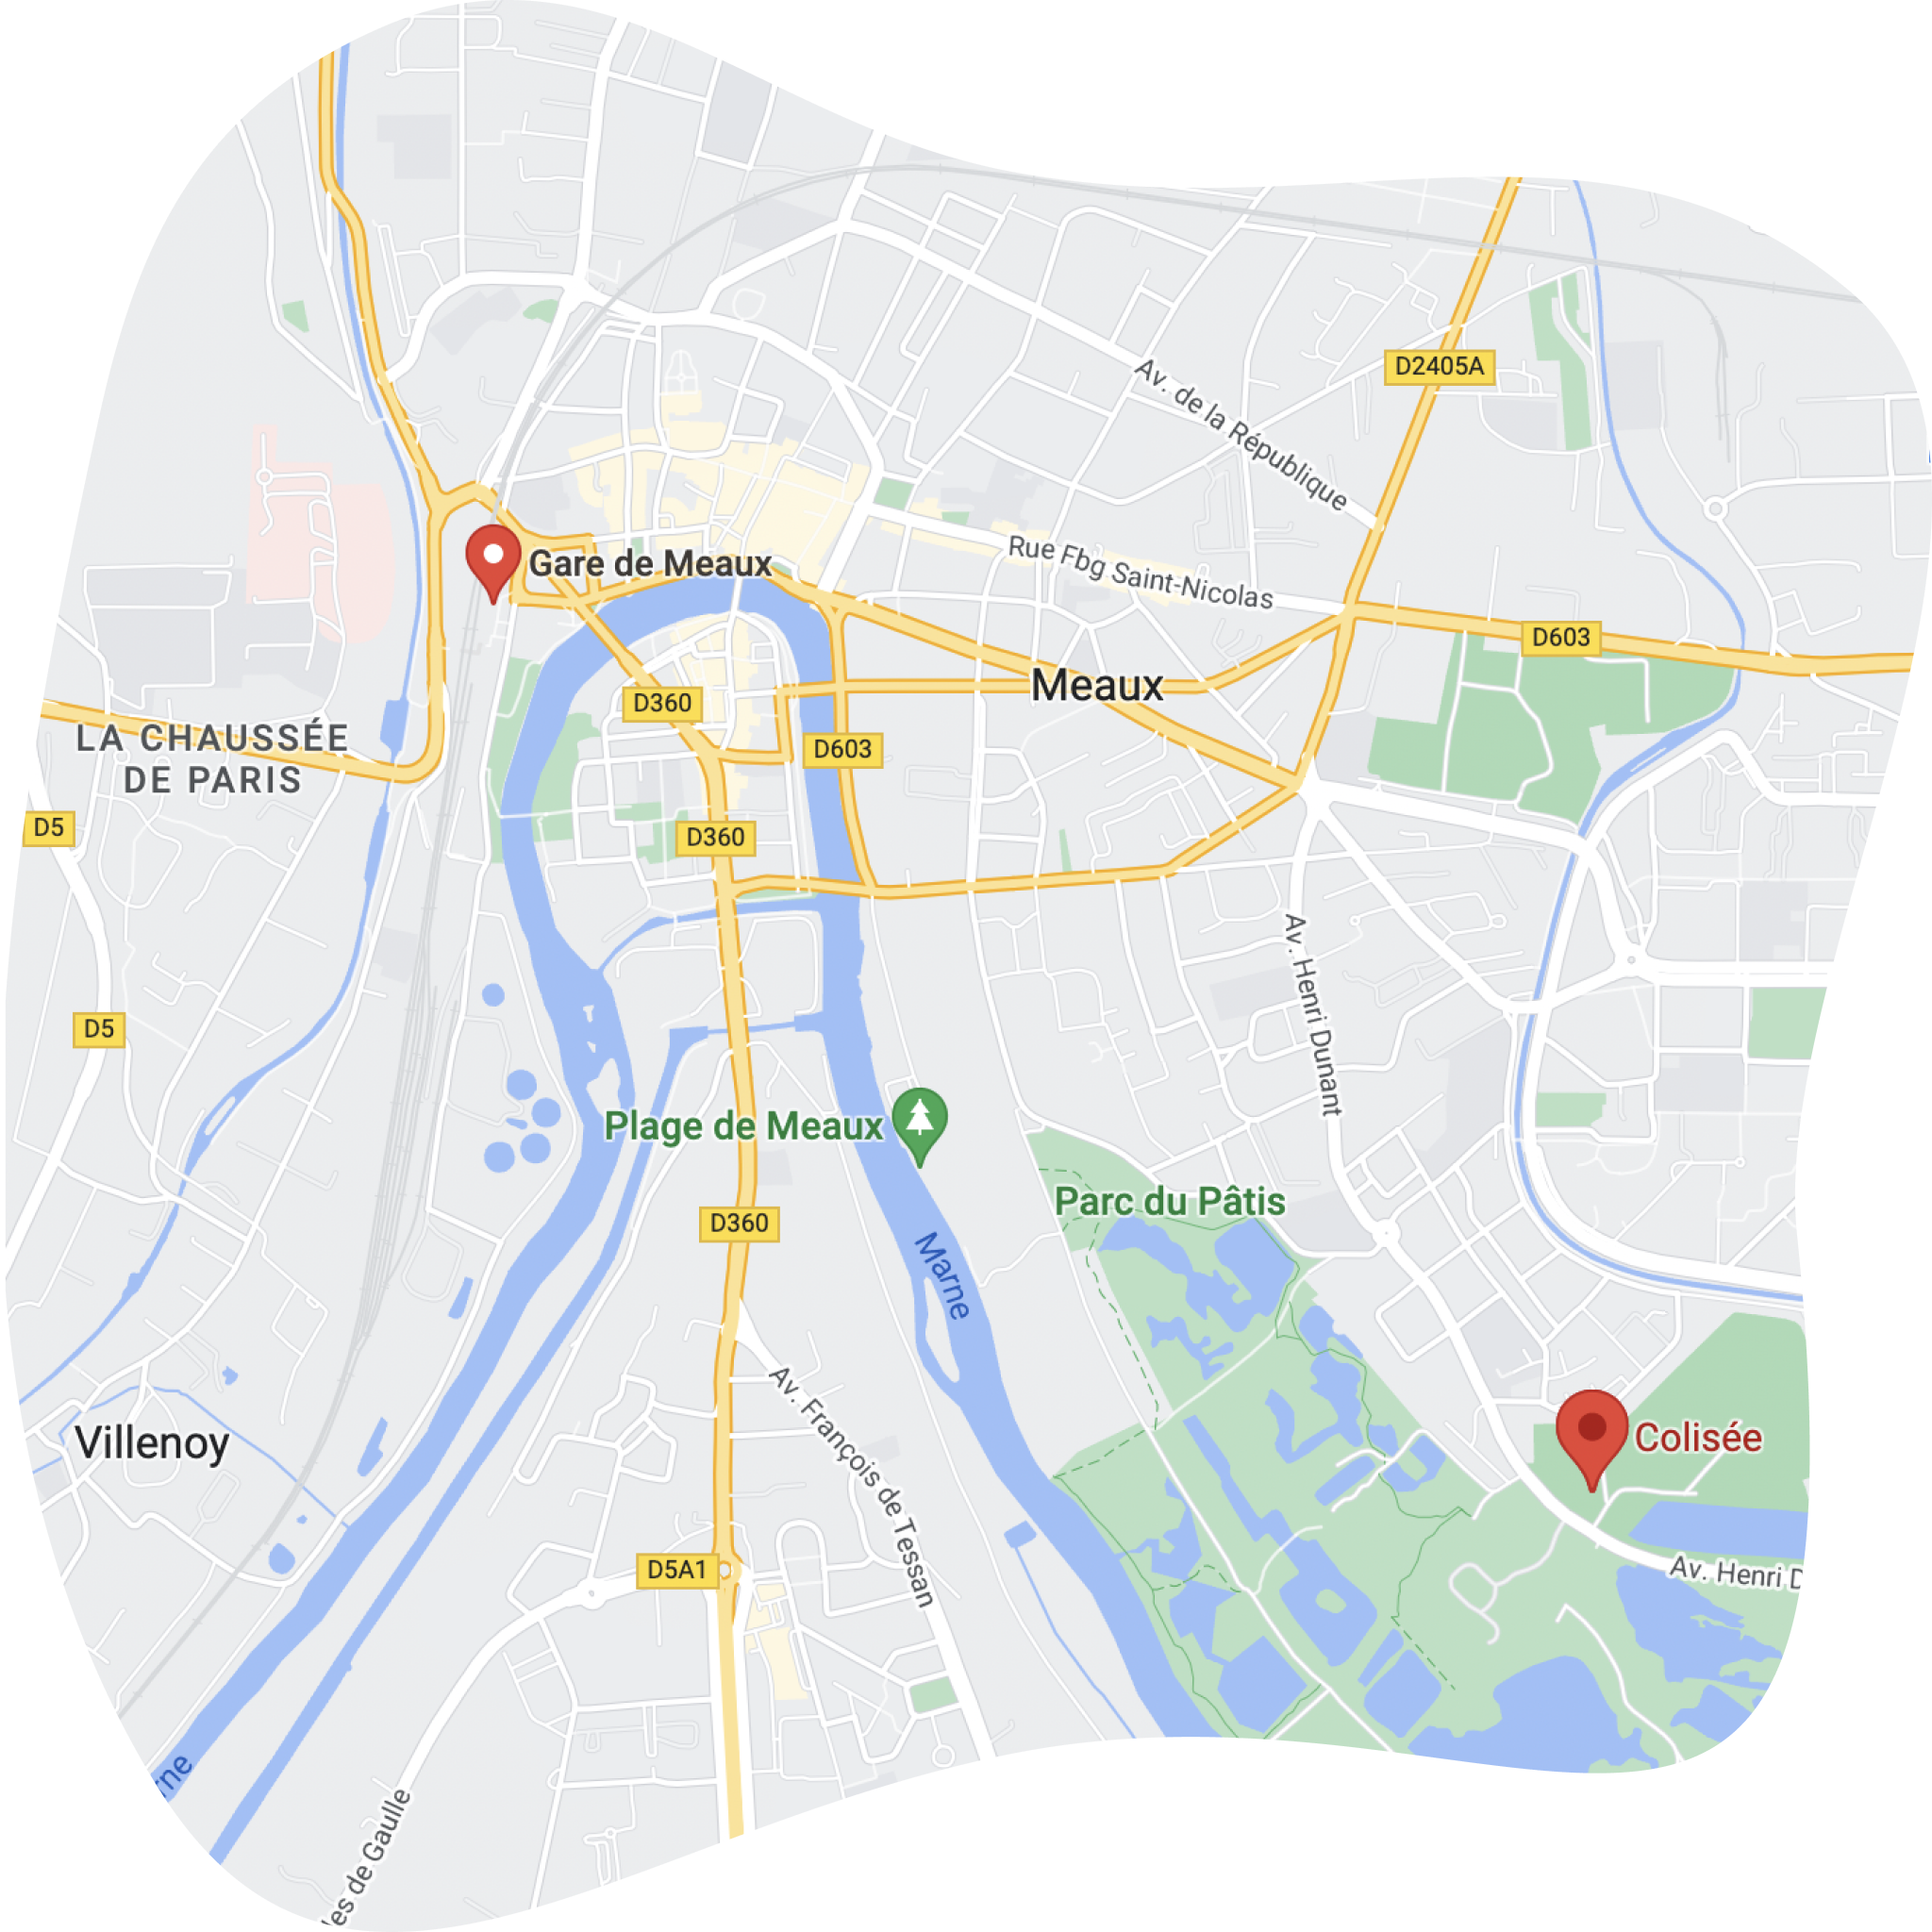 D2405A
Av. de la République
Gare de Meaux
Rue Fbg Saint-Nicolas
D603
Meaux
D360
LA CHAUSSÉE
DE PARIS
D603
D5
D360
Av. Henri Dunant
D5
Plage de Meaux
Parc du Pâtis
D360
Marne
Av. François de Tessan
Villenoy
Colisée
D5A1
Av. Henri D
rne
les de Gaulle